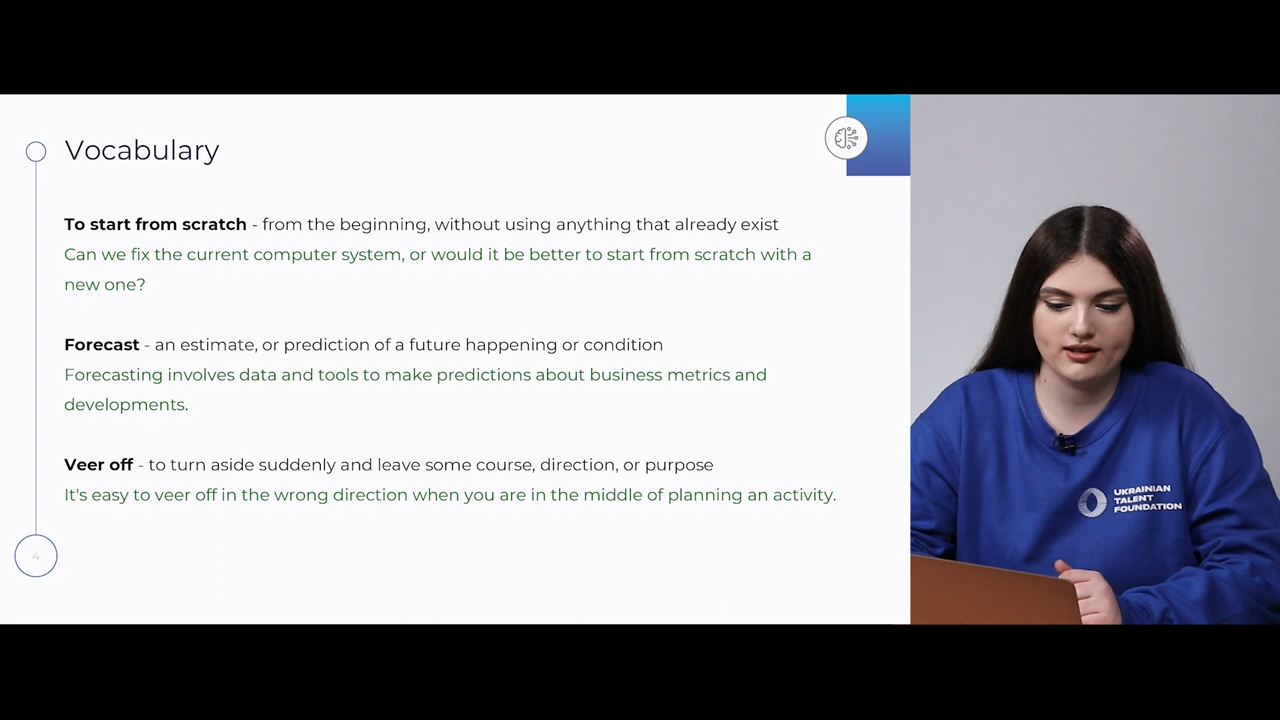 Vocabulary
To start from scratch - from the beginning, without using anything that already exist
Can we fix the current computer system, or would it be better to start from scratch with a
new one?
Forecast - an estimate, or prediction of a future happening or condition
Forecasting involves data and tools to make predictions about business metrics and
developments.
Veer off - to turn aside suddenly and leave some course, direction, or purpose
It's easy to veer off in the wrong direction when you are in the middle of planning an activity.
4
UKRAINIAN
TALENT
FOUNDATION